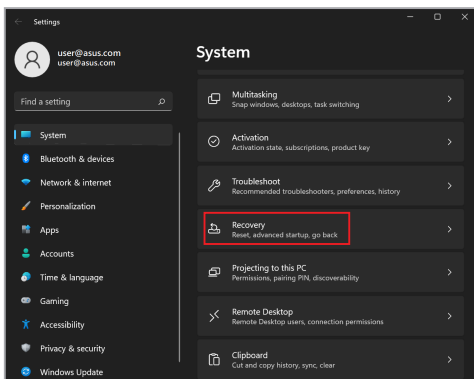 Settings
user@asus.com
user@asus.com
Find a setting
System
Bluetooth & devices
Network & internet
Personalization
Apps
Accounts
Time & language
Gaming
Accessibility
Privacy & security
Windows Update
System
Multitasking
Snap windows, desktops, task switching
Activation
Activation state, subscriptions, product key
Troubleshoot
Recommended troubleshooters, preferences, history
Recovery
Reset, advanced startup, go back
Projecting to this PC
Permissions, pairing PIN, discoverability
Remote Desktop
Remote Desktop users, connection permissions
Clipboard
Cut and copy history, sync, clear